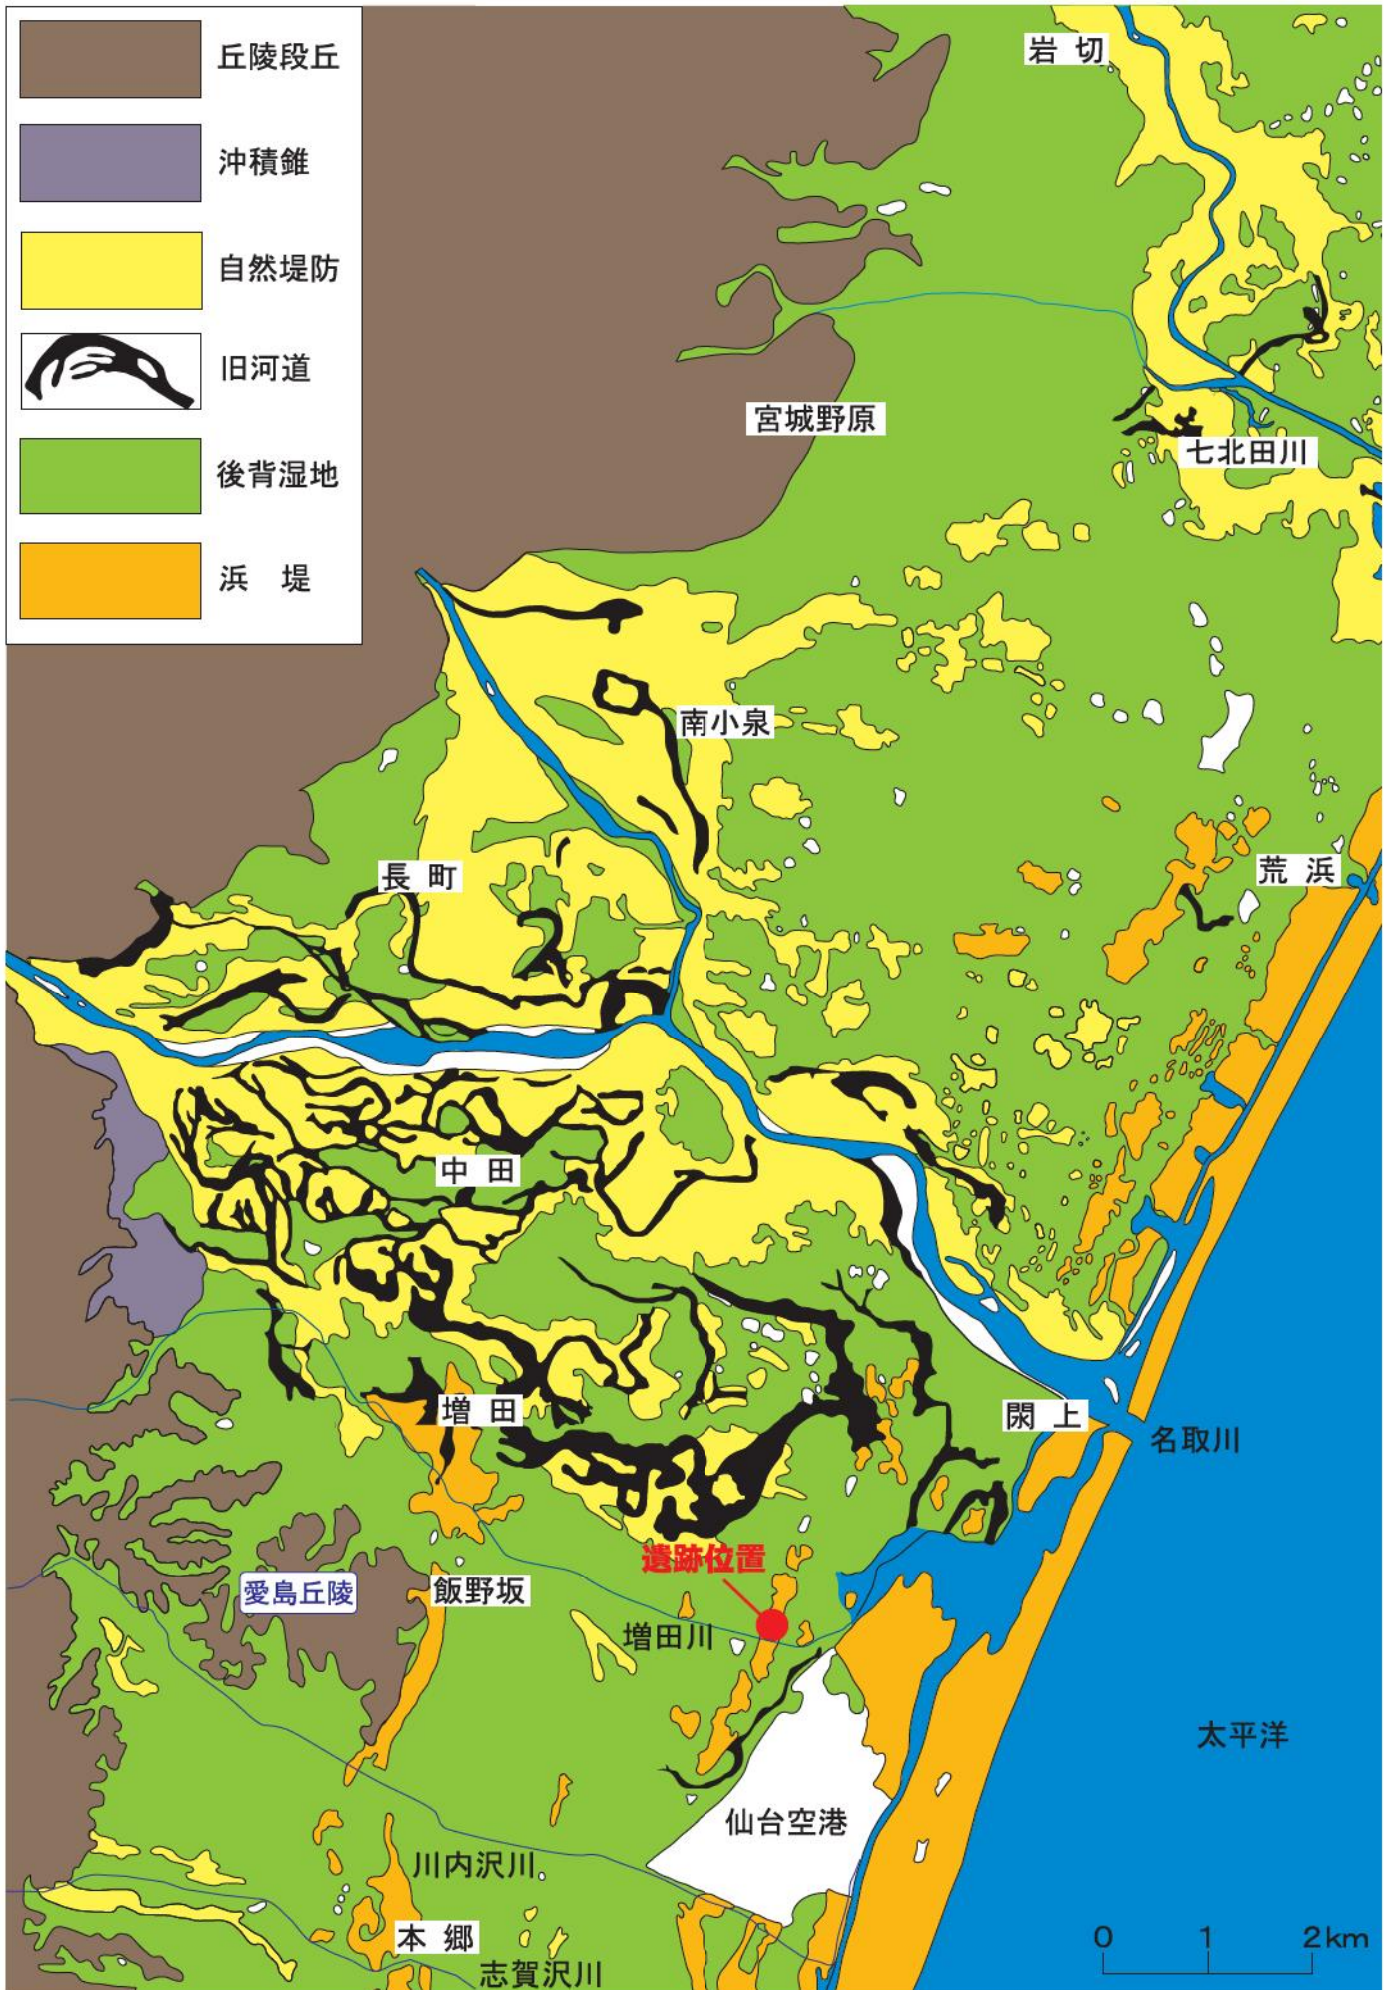 丘陵段丘
沖積錐
自然堤防
旧河道
後背湿地
浜 堤
岩 切
宮城野原
七北田川
南小泉
長 町
荒 浜
中 田
増 田
閖 上
名取川
遺跡位置
愛島丘陵
飯野坂
増田川
太平洋
仙台空港
川内沢川
本 郷
志賀沢川
0 1 2km